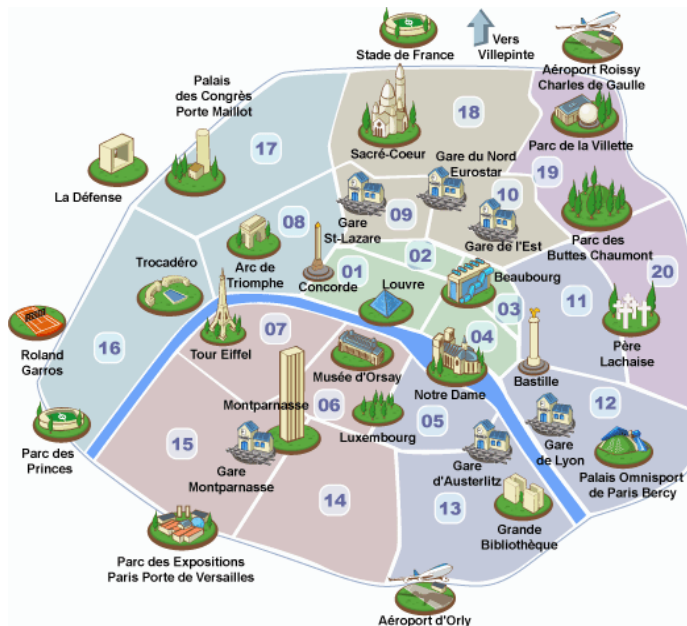 Stade de France
Vers
Villepinte
Aéroport Roissy
Charles de Gaulle
Palais
des Congrès
Porte Maillot
18
17
Sacré-Coeur
Parc de la Villette
La Défense
Gare du Nord
Eurostar
19
10
09
08
Gare
St-Lazare
Gare de l'Est
Parc des
Buttes Chaumont
Trocadéro
Arc de
Triomphe
Concorde
01
02
Louvre
Beaubourg
20
11
03
Roland
Garros
16
Tour Eiffel
07
Musée d'Orsay
04
Notre Dame
Bastille
Père
Lachaise
Montparnasse
06
Luxembourg
05
12
Parc des
Princes
15
Gare
Montparnasse
Gare
d'Austerlitz
Gare
de Lyon
Palais Omnisport
de Paris Bercy
14
13
Grande
Bibliothèque
Parc des Expositions
Paris Porte de Versailles
Aéroport d'Orly